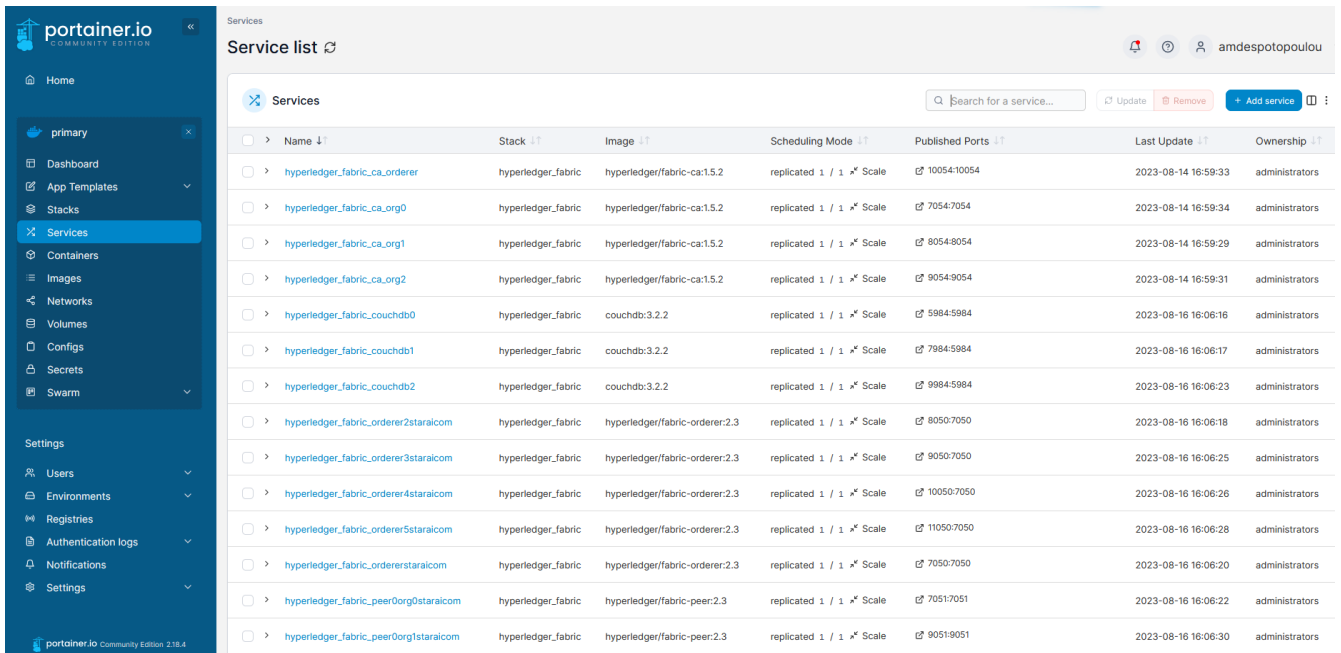 portainer.io
COMMUNITY EDITION
«
Home
primary
Dashboard
App Templates
Stacks
Services
Containers
Images
Networks
Volumes
Configs
Secrets
Swarm
Settings
Users
Environments
Registries
Authentication logs
Notifications
Settings
portainer.io Community Edition 2.18.4
Services
Service list
amdespotopoulou
Services
Search for a service...
Update
Remove
+ Add service
Name Stack Image Scheduling Mode Published Ports Last Update Ownership
hyperledger_fabric_ca_orderer hyperledger_fabric hyperledger/fabric-ca:1.5.2 replicated 1 / 1 Scale 10054:10054 2023-08-14 16:59:33 administrators
hyperledger_fabric_ca_org0 hyperledger_fabric hyperledger/fabric-ca:1.5.2 replicated 1 / 1 Scale 7054:7054 2023-08-14 16:59:34 administrators
hyperledger_fabric_ca_org1 hyperledger_fabric hyperledger/fabric-ca:1.5.2 replicated 1 / 1 Scale 8054:8054 2023-08-14 16:59:29 administrators
hyperledger_fabric_ca_org2 hyperledger_fabric hyperledger/fabric-ca:1.5.2 replicated 1 / 1 Scale 9054:9054 2023-08-14 16:59:31 administrators
hyperledger_fabric_couchdb0 hyperledger_fabric couchdb:3.2.2 replicated 1 / 1 Scale 5984:5984 2023-08-16 16:06:16 administrators
hyperledger_fabric_couchdb1 hyperledger_fabric couchdb:3.2.2 replicated 1 / 1 Scale 7984:5984 2023-08-16 16:06:17 administrators
hyperledger_fabric_couchdb2 hyperledger_fabric couchdb:3.2.2 replicated 1 / 1 Scale 9984:5984 2023-08-16 16:06:23 administrators
hyperledger_fabric_orderer2staraicom hyperledger_fabric hyperledger/fabric-orderer:2.3 replicated 1 / 1 Scale 8050:7050 2023-08-16 16:06:18 administrators
hyperledger_fabric_orderer3staraicom hyperledger_fabric hyperledger/fabric-orderer:2.3 replicated 1 / 1 Scale 9050:7050 2023-08-16 16:06:25 administrators
hyperledger_fabric_orderer4staraicom hyperledger_fabric hyperledger/fabric-orderer:2.3 replicated 1 / 1 Scale 10050:7050 2023-08-16 16:06:26 administrators
hyperledger_fabric_orderer5staraicom hyperledger_fabric hyperledger/fabric-orderer:2.3 replicated 1 / 1 Scale 11050:7050 2023-08-16 16:06:28 administrators
hyperledger_fabric_ordererstaraicom hyperledger_fabric hyperledger/fabric-orderer:2.3 replicated 1 / 1 Scale 7050:7050 2023-08-16 16:06:20 administrators
hyperledger_fabric_peer0org0staraicom hyperledger_fabric hyperledger/fabric-peer:2.3 replicated 1 / 1 Scale 7051:7051 2023-08-16 16:06:22 administrators
hyperledger_fabric_peer0org1staraicom hyperledger_fabric hyperledger/fabric-peer:2.3 replicated 1 / 1 Scale 9051:9051 2023-08-16 16:06:30 administrators